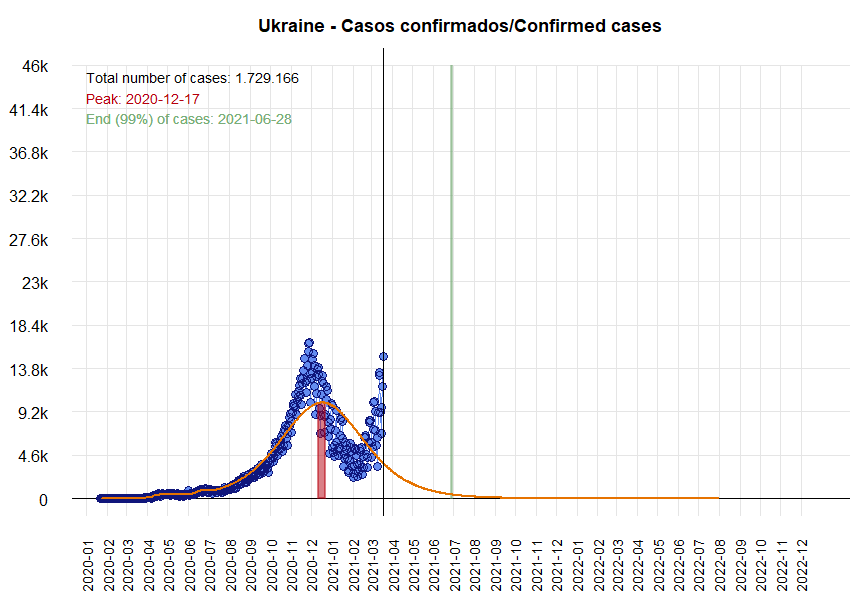 Ukraine - Casos confirmados/Confirmed cases
46k
41.4k
36.8k
32.2k
27.6k
23k
18.4k
13.8k
9.2k
4.6k
0
Total number of cases: 1.729.166
Peak: 2020-12-17
End (99%) of cases: 2021-06-28
2020-01
2020-02
2020-03
2020-04
2020-05
2020-06
2020-07
2020-08
2020-09
2020-10
2020-11
2020-12
2021-01
2021-02
2021-03
2021-04
2021-05
2021-06
2021-07
2021-08
2021-09
2021-10
2021-11
2021-12
2022-02
2022-03
2022-04
2022-05
2022-06
2022-07
2022-08
2022-09
2022-10
2022-11
2022-12